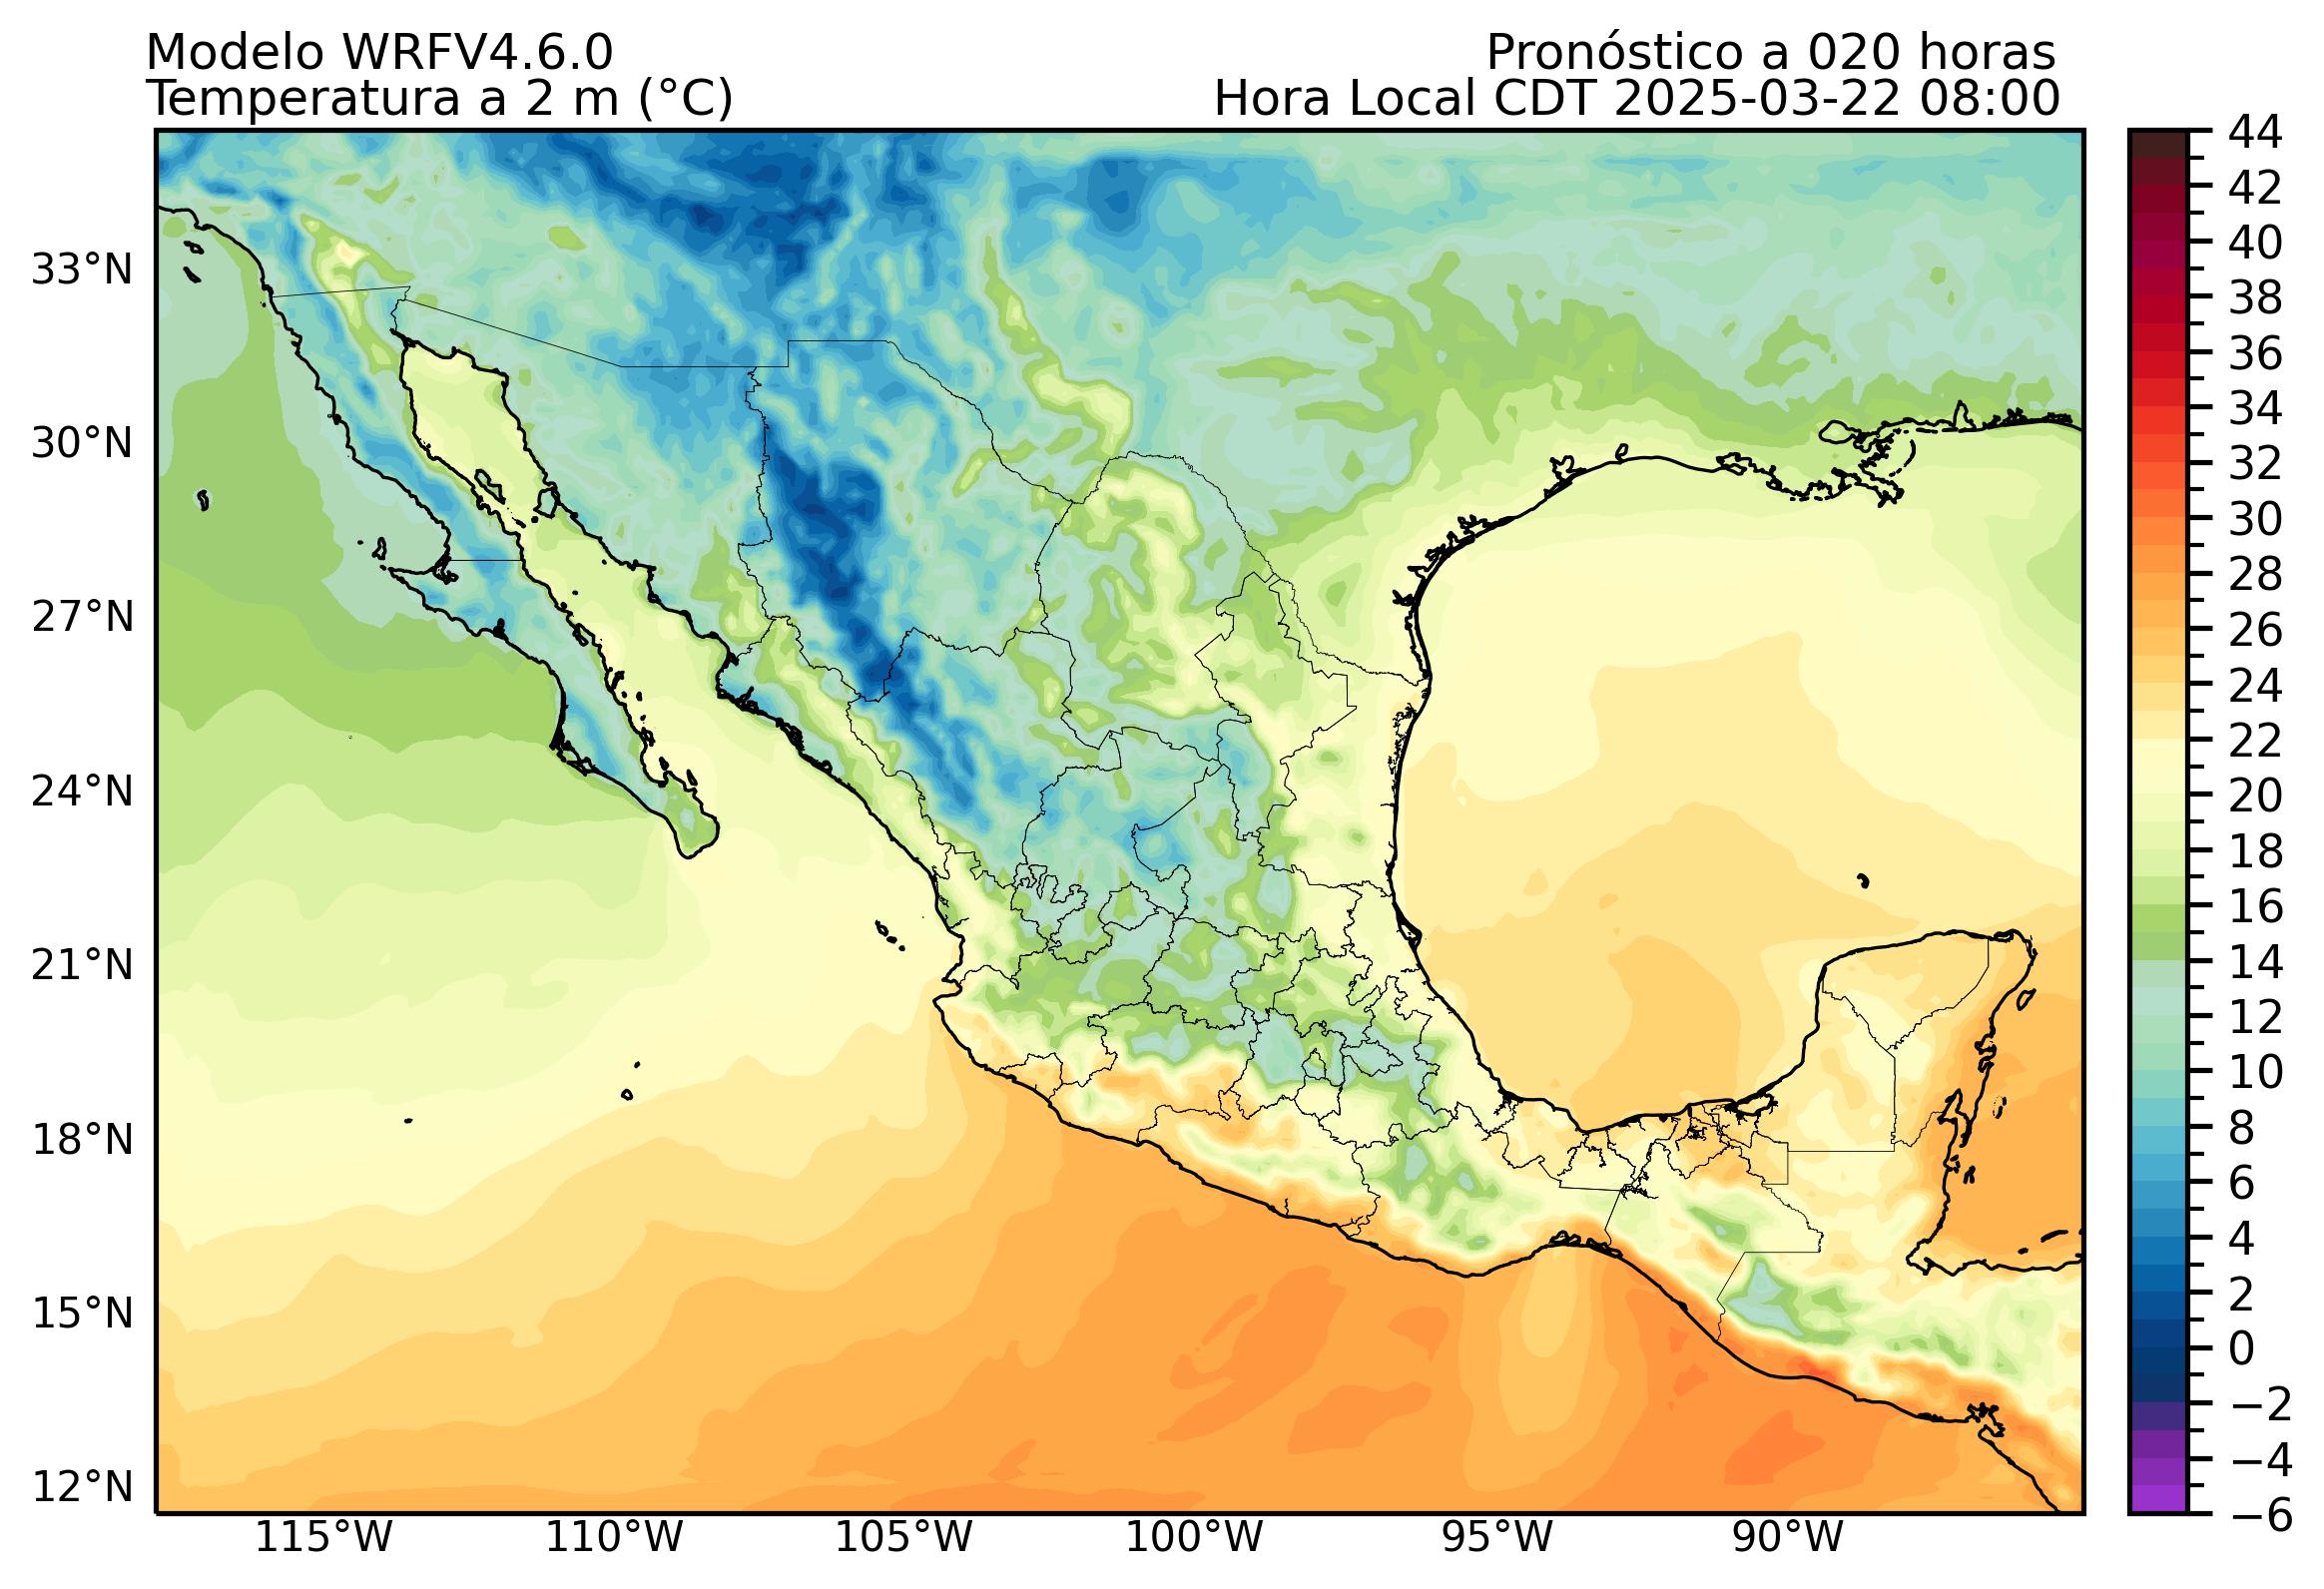 Modelo WRFV4.6.0
Pronóstico a 020 horas
Temperatura a 2 m (°C)
Hora Local CDT 2025-03-22 08:00
44
42
40
38
36
34
32
30
28
26
24
22
20
18
16
14
12
10
8
6
4
2
0
−2
−4
−6
33°N
30°N
27°N
24°N
21°N
18°N
15°N
12°N
115°W 110°W 105°W 100°W 95°W 90°W